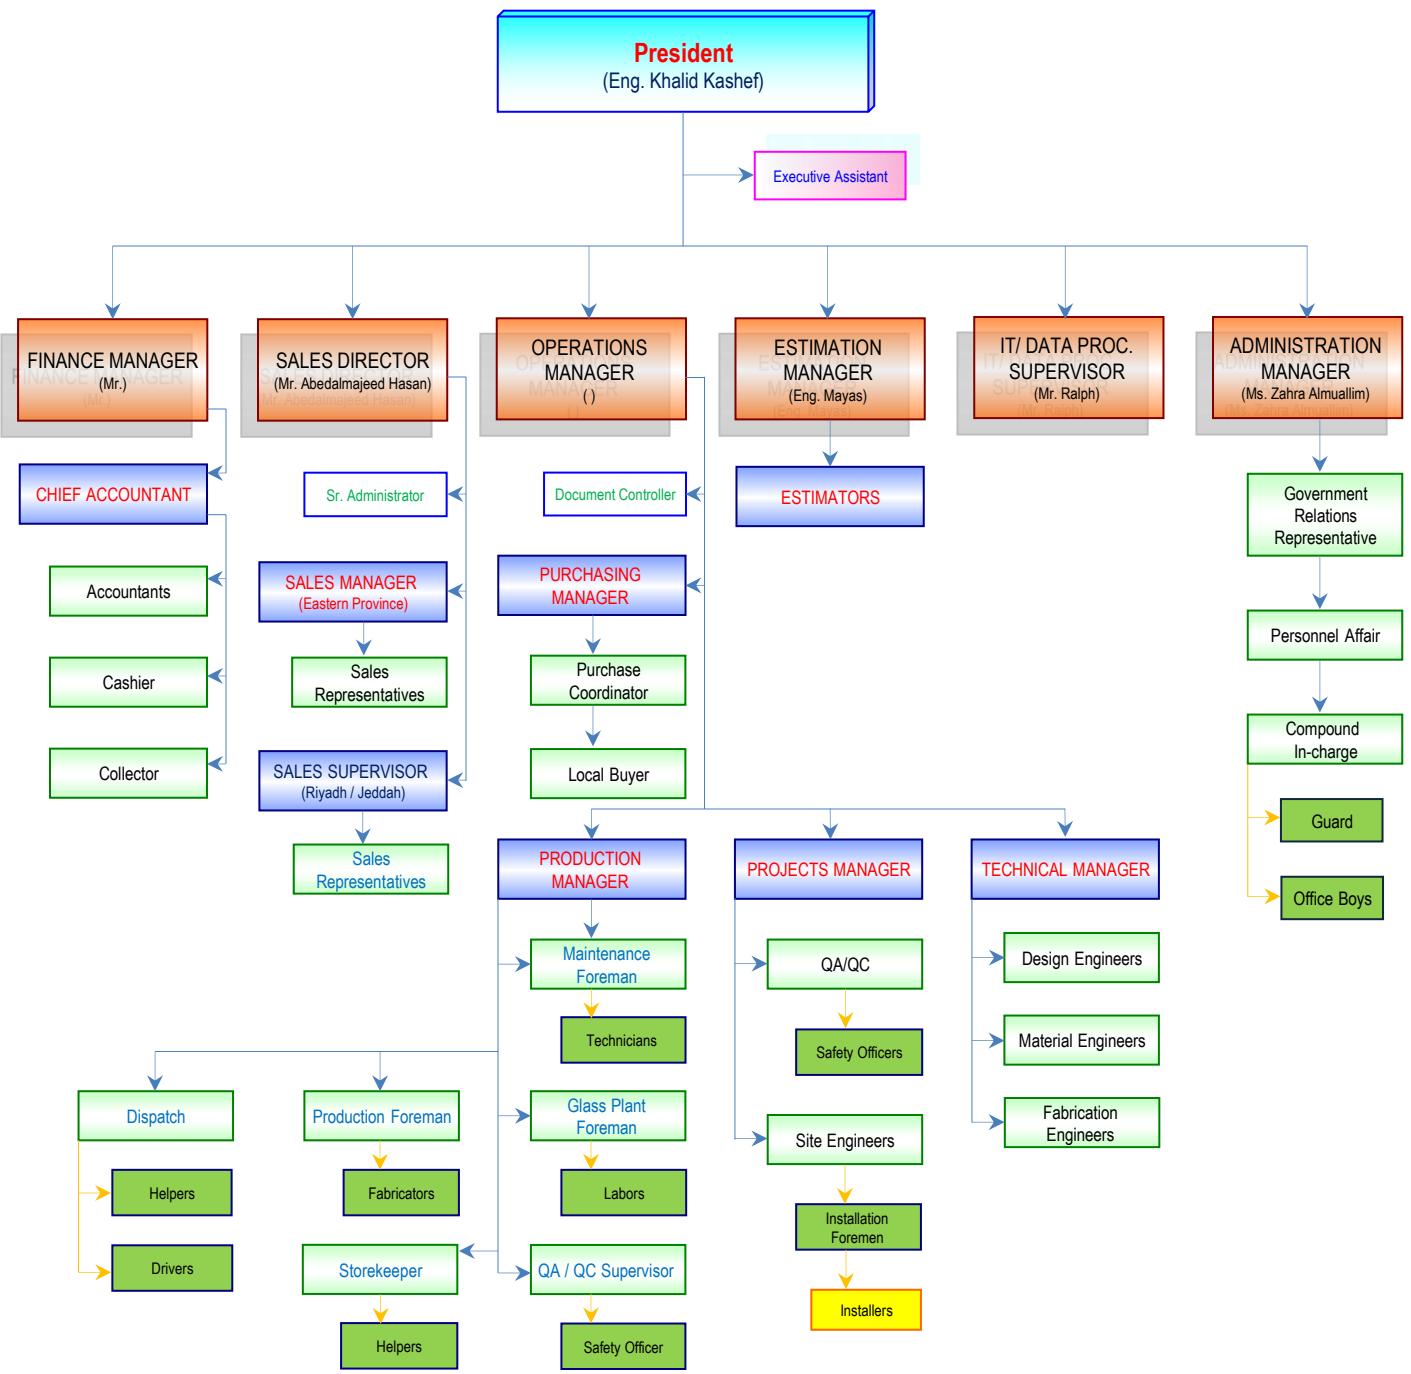 President
(Eng. Khalid Kashef)
Executive Assistant
FINANCE MANAGER
(Mr.)
SALES DIRECTOR
(Mr. Abedalmajeed Hasan)
OPERATIONS
MANAGER
( )
ESTIMATION
MANAGER
(Eng. Mayas)
IT/ DATA PROC.
SUPERVISOR
(Mr. Ralph)
ADMINISTRATION
MANAGER
(Ms. Zahra Almuallim)
CHIEF ACCOUNTANT
Accountants
Cashier
Collector
Sr. Administrator
SALES MANAGER
(Eastern Province)
Sales
Representatives
SALES SUPERVISOR
(Riyadh / Jeddah)
Sales
Representatives
Document Controller
PURCHASING
MANAGER
Purchase
Coordinator
Local Buyer
ESTIMATORS
Government
Relations
Representative
Personnel Affair
Compound
In-charge
Guard
Office Boys
PRODUCTION
MANAGER
PROJECTS MANAGER
TECHNICAL MANAGER
Maintenance
Foreman
Technicians
QA/QC
Safety Officers
Design Engineers
Material Engineers
Fabrication
Engineers
Dispatch
Production Foreman
Glass Plant
Foreman
Site Engineers
Helpers
Fabricators
Labors
Installation
Foremen
Drivers
Storekeeper
QA / QC Supervisor
Installers
Helpers
Safety Officer